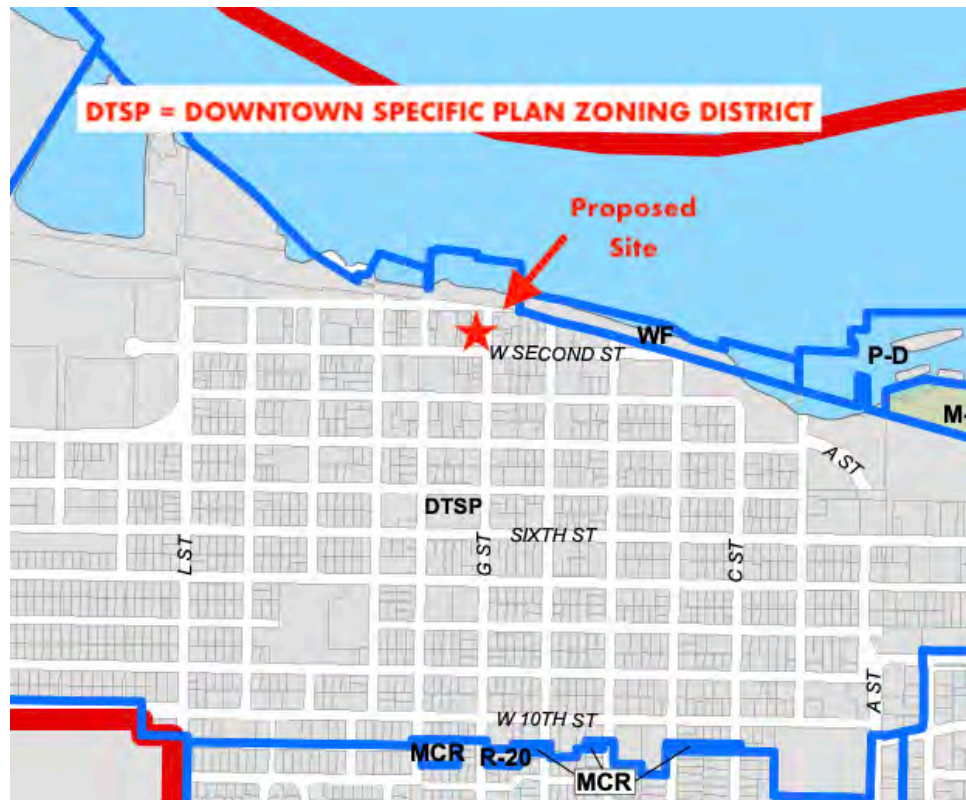 DTSP = DOWNTOWN SPECIFIC PLAN ZONING DISTRICT
Proposed
Site
WF
P-D
W SECOND ST
M-
A ST
DTSP
SIXTH ST
L ST
G ST
C ST
A ST
W 10TH ST
MCR
R-20
MCR